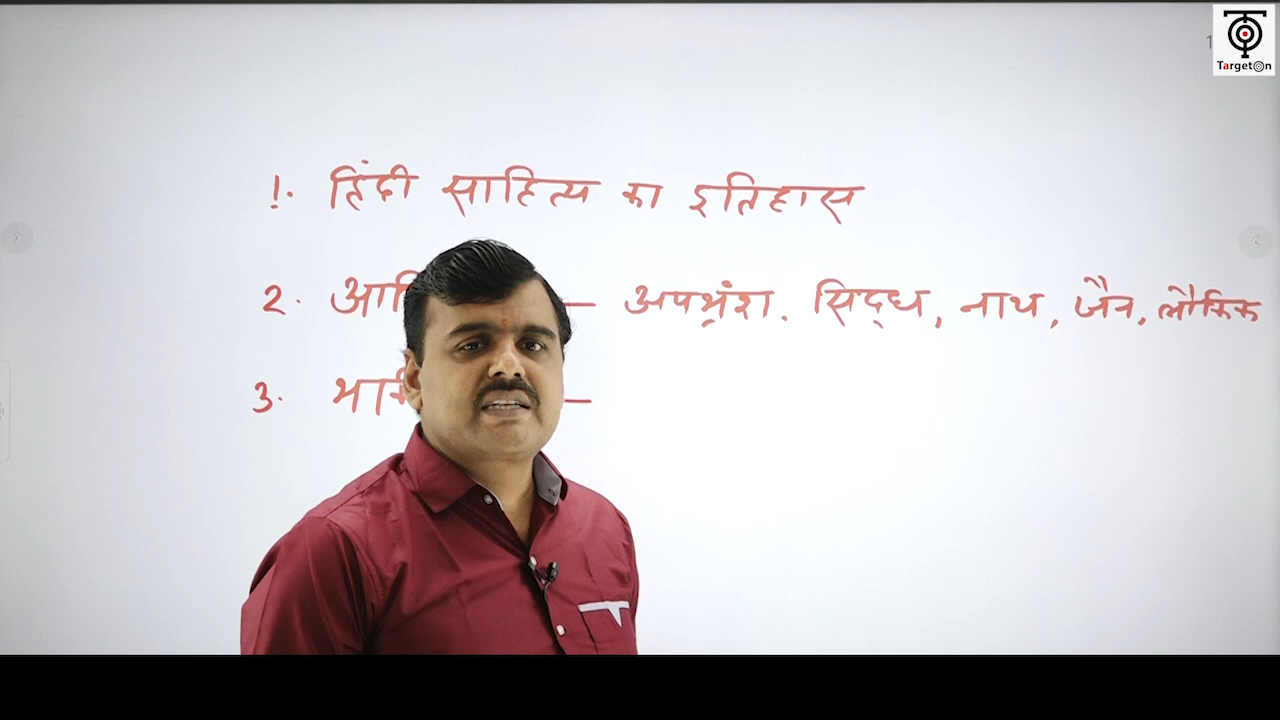 TargetOn
1. हिंदी साहित्य का इतिहास
2. — अपभ्रंश. सिद्ध, नाथ, जैन, लौकिक
3. —